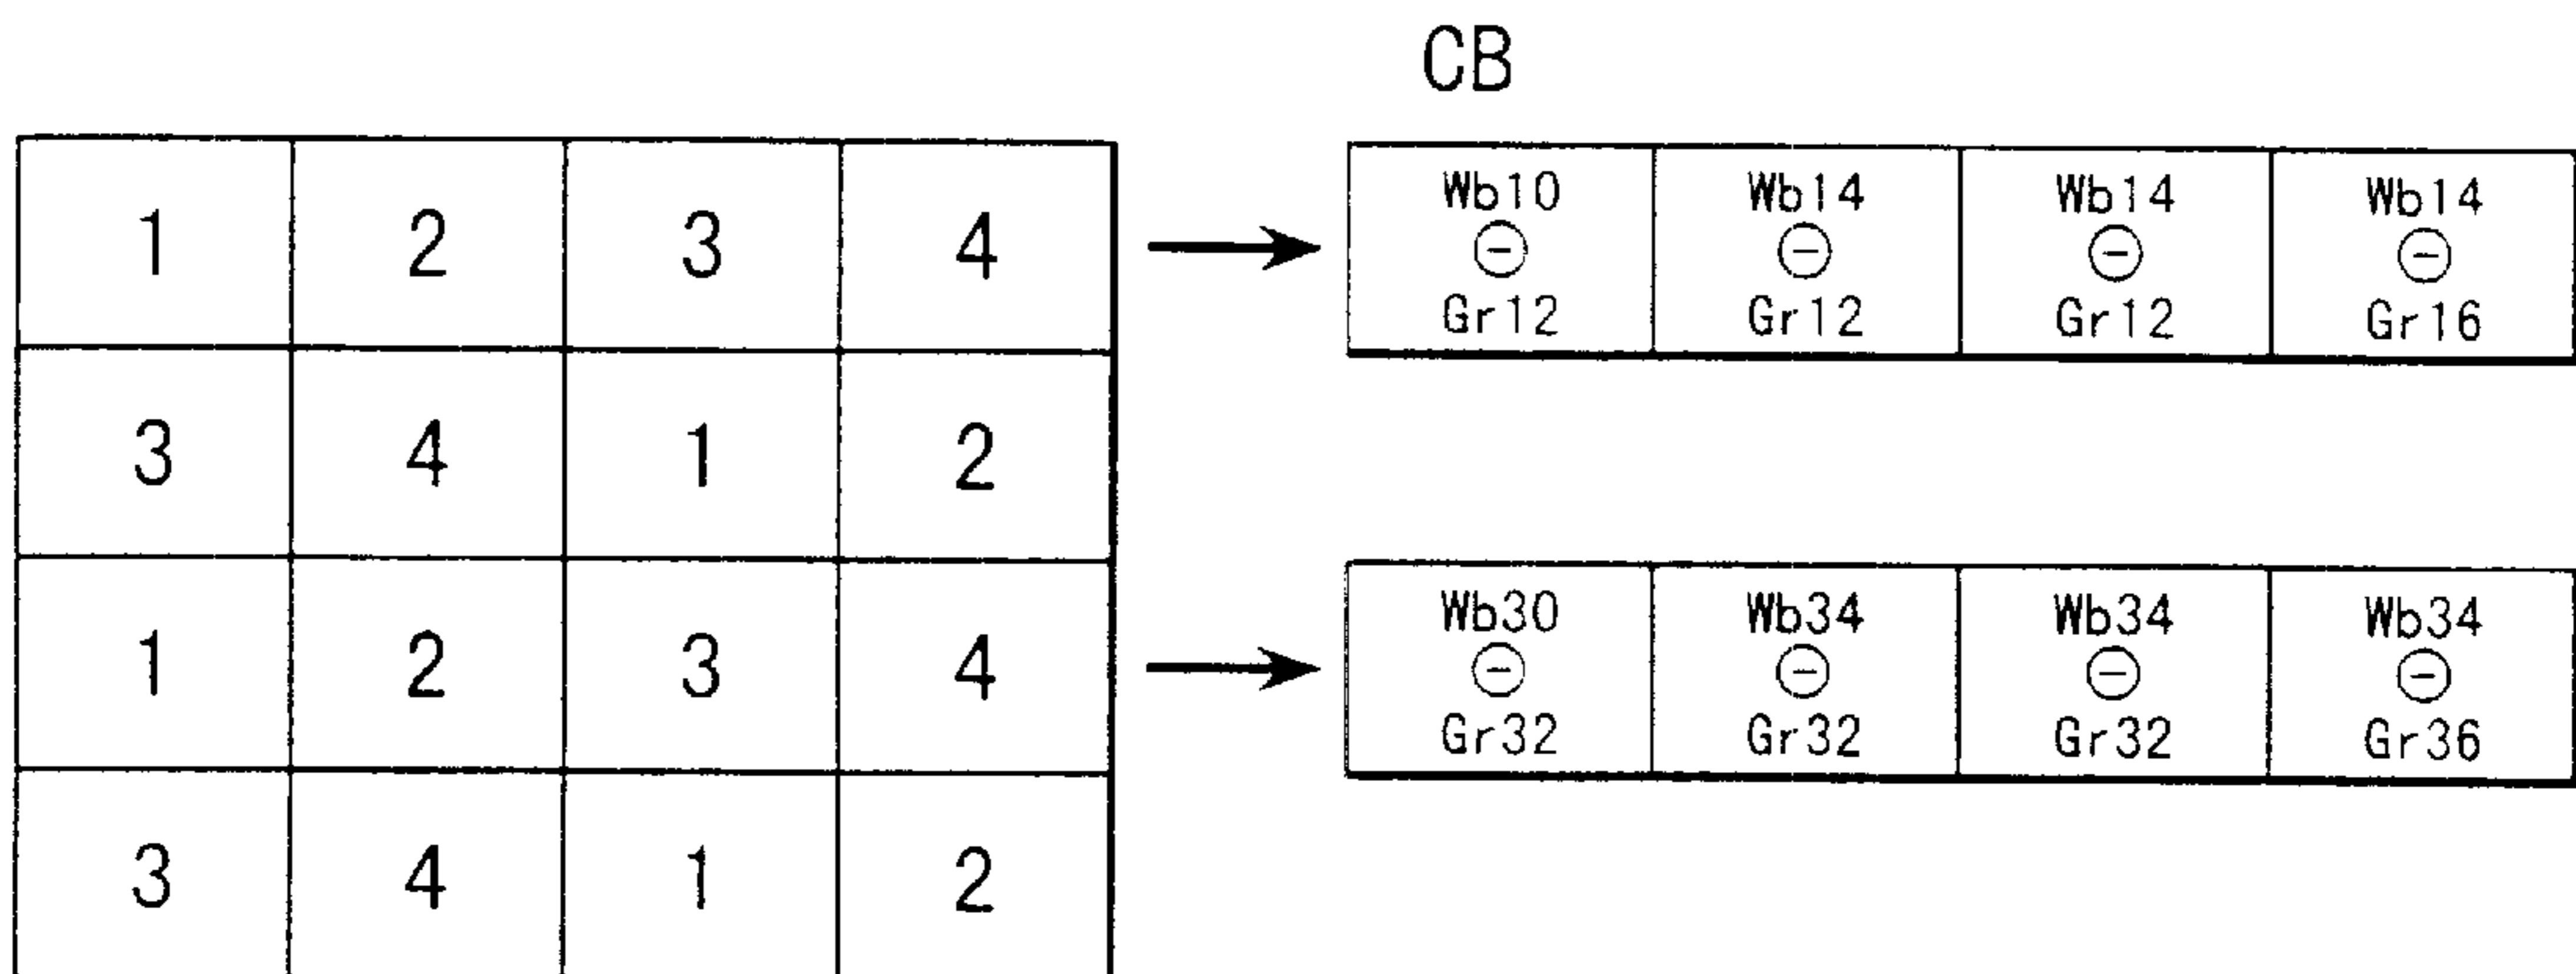 CB
1 2 3 4
Wb10 Wb14 Wb14 Wb14
⊖ ⊖ ⊖ ⊖
Gr12 Gr12 Gr12 Gr16
3 4 1 2
1 2 3 4
Wb30 Wb34 Wb34 Wb34
⊖ ⊖ ⊖ ⊖
Gr32 Gr32 Gr32 Gr36
3 4 1 2